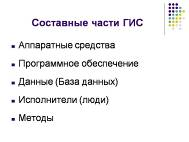 Составные части ГИС
Аппаратные средства
Программное обеспечение
Данные (База данных)
Исполнители (люди)
Методы